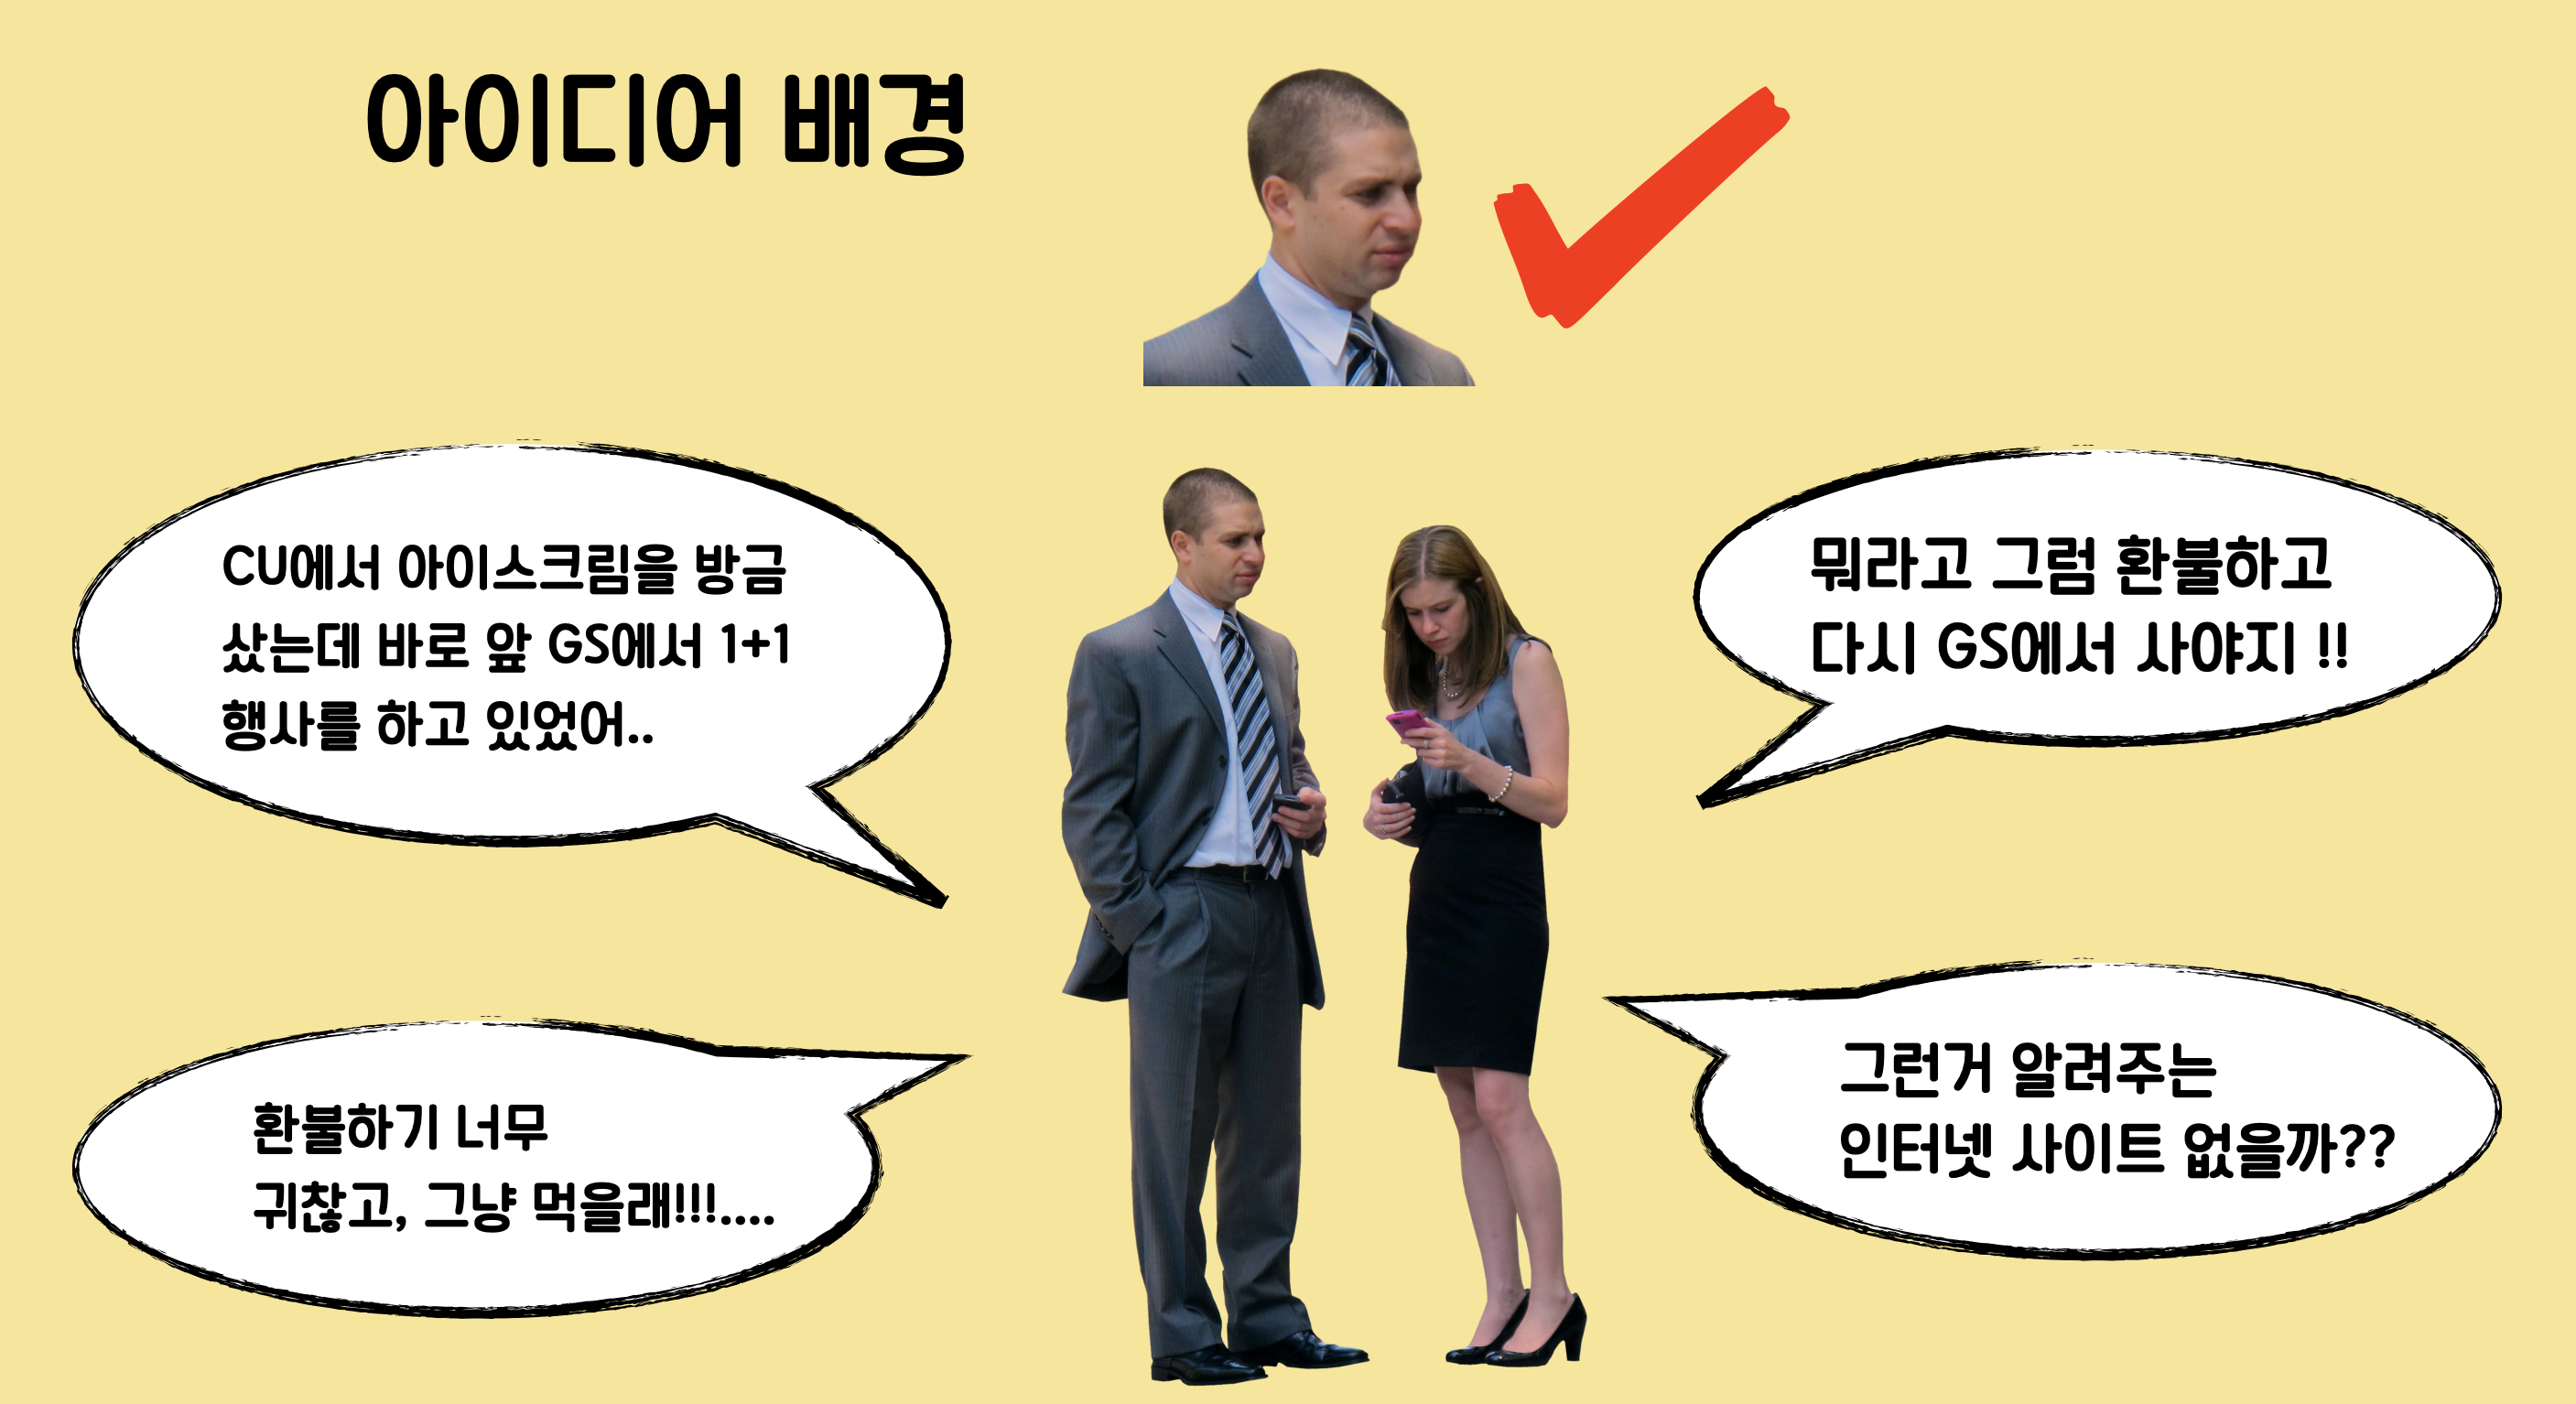 아이디어 배경
CU에서 아이스크림을 방금
샀는데 바로 앞 GS에서 1+1
행사를 하고 있었어..
뭐라고 그럼 환불하고
다시 GS에서 사야지 !!
환불하기 너무
귀찮고, 그냥 먹을래!!!....
그런거 알려주는
인터넷 사이트 없을까??